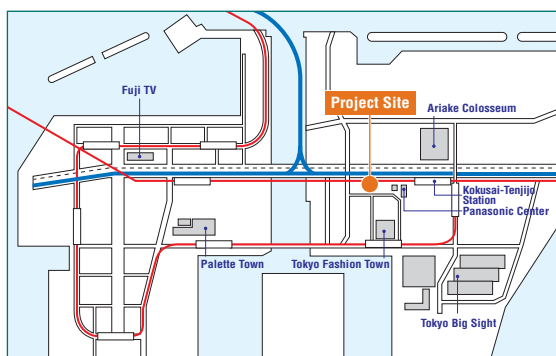 Fuji TV
Project Site
Ariake Colosseum
Kokusai-Tenjijo
Station
Panasonic Center
Palette Town
Tokyo Fashion Town
Tokyo Big Sight